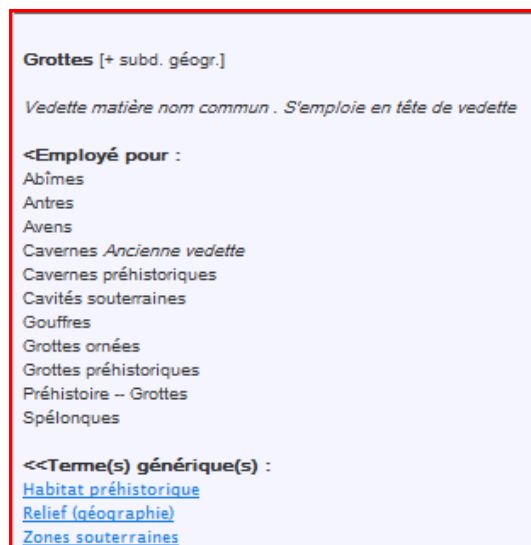 Grottes [+ subd. géogr.]
Vedette matière nom commun . S'emploie en tête de vedette
<Employé pour :
Abîmes
Antres
Avens
Cavernes Ancienne vedette
Cavernes préhistoriques
Cavités souterraines
Gouffres
Grottes ornées
Grottes préhistoriques
Préhistoire -- Grottes
Spélonques
<<Terme(s) générique(s) :
Habitat préhistorique
Relief (géographie)
Zones souterraines